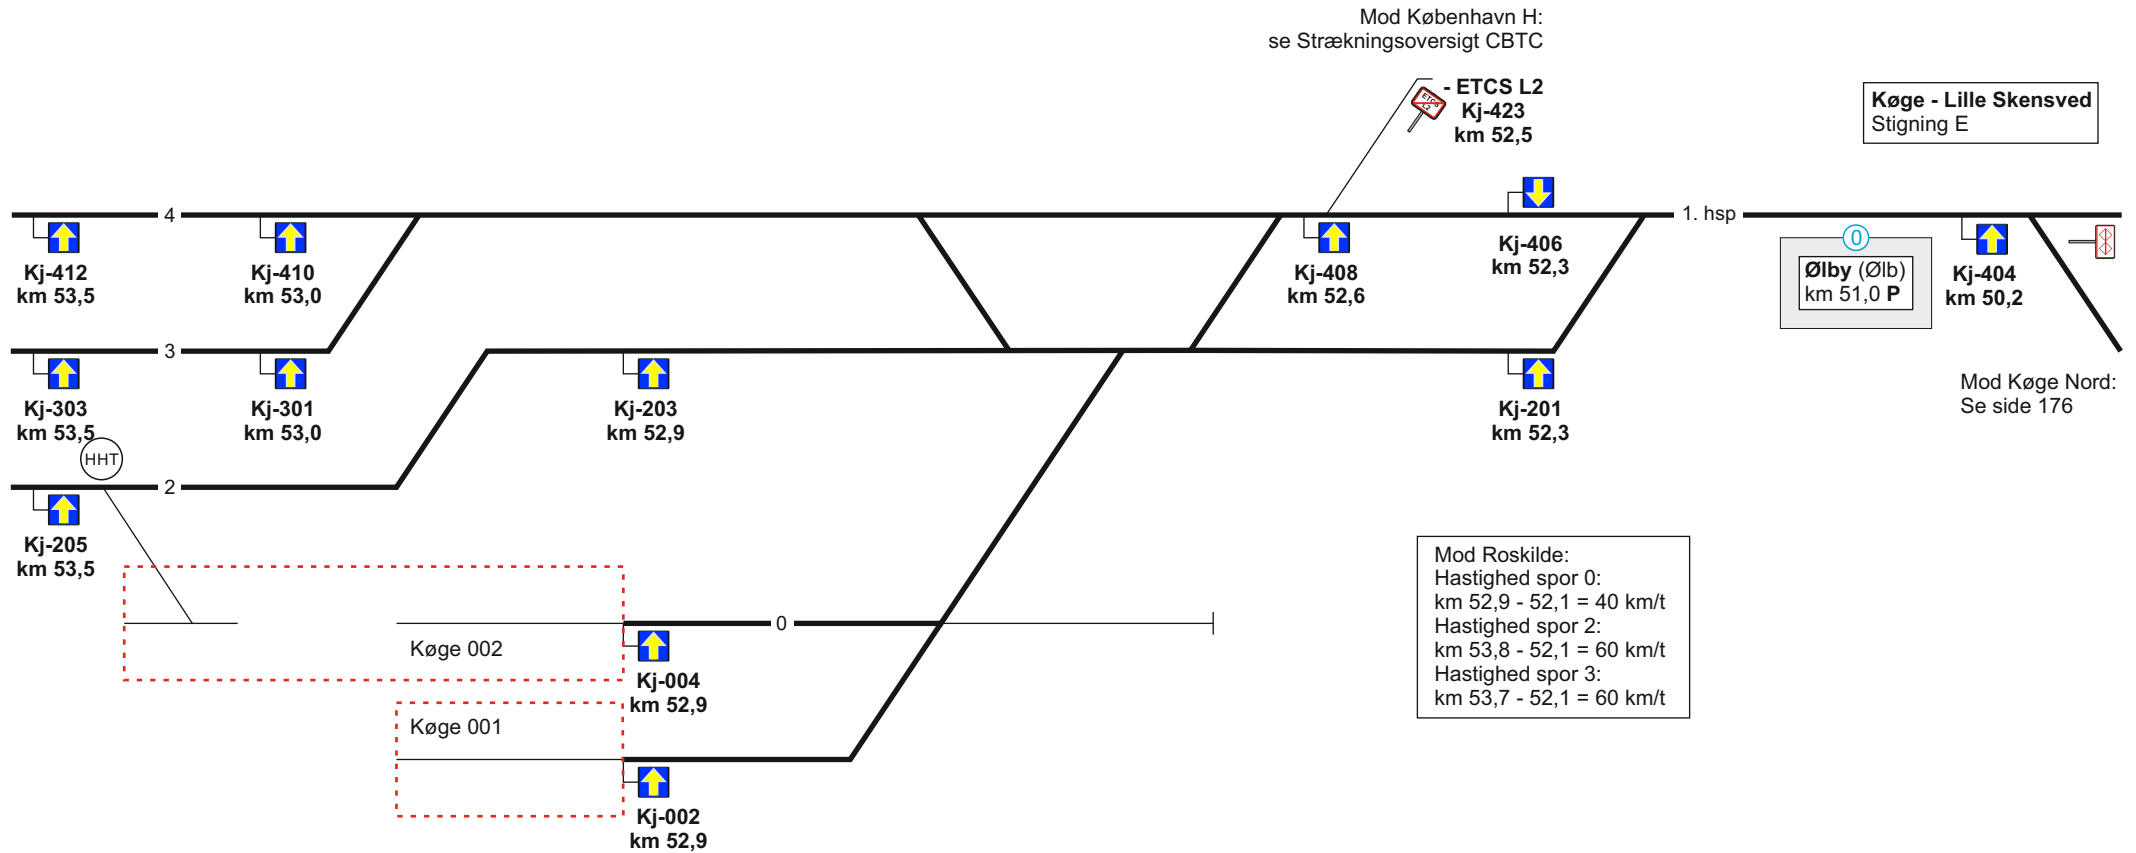 Mod København H:
se Strækningsoversigt CBTC
- ETCS L2
Kj-423
km 52,5
ETCS
L2
Køge - Lille Skensved
Stigning E
4
1. hsp
Kj-412
km 53,5
Kj-410
km 53,0
Kj-408
km 52,6
Kj-406
km 52,3
0
Ølby (Ølb)
km 51,0 P
Kj-404
km 50,2
3
Kj-303
km 53,5
Kj-301
km 53,0
Kj-203
km 52,9
Kj-201
km 52,3
Mod Køge Nord:
Se side 176
HHT
2
Kj-205
km 53,5
0
Køge 002
Kj-004
km 52,9
Køge 001
Kj-002
km 52,9
Mod Roskilde:
Hastighed spor 0:
km 52,9 - 52,1 = 40 km/t
Hastighed spor 2:
km 53,8 - 52,1 = 60 km/t
Hastighed spor 3:
km 53,7 - 52,1 = 60 km/t